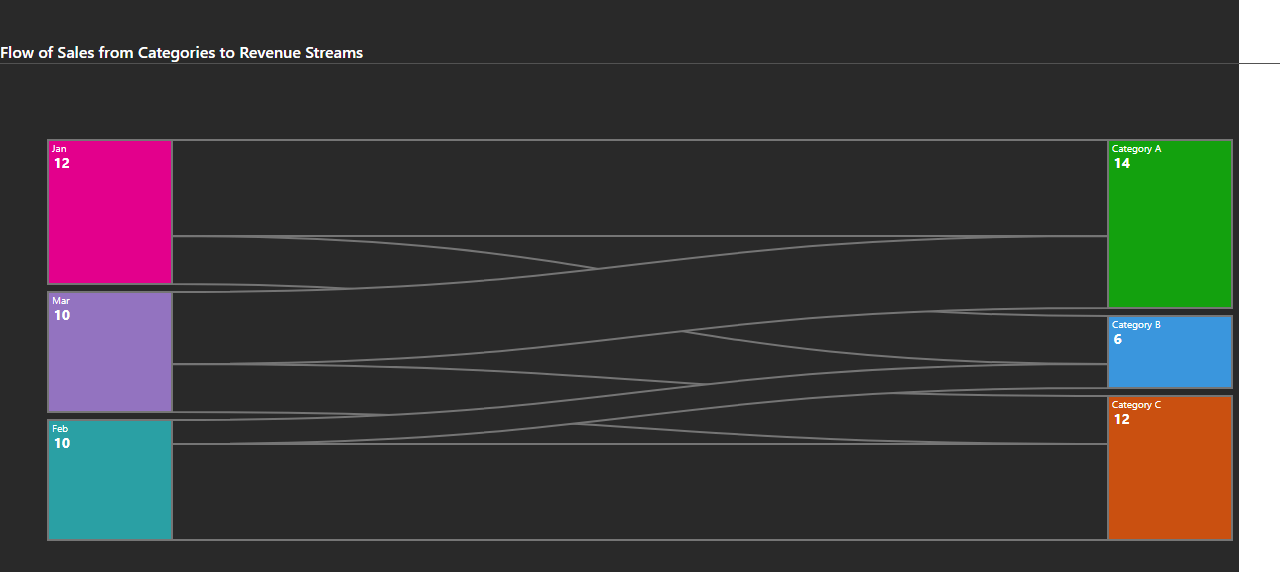 Flow of Sales from Categories to Revenue Streams
Jan
12
Mar
10
Feb
10
Category A
14
Category B
6
Category C
12